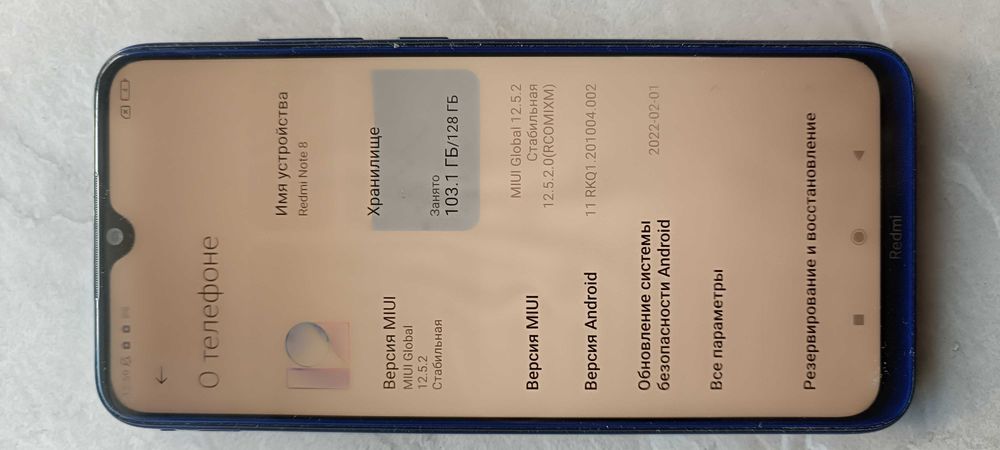 О телефоне
Имя устройства
Redmi Note 8
Версия MIUI
MIUI Global
12.5.2
Стабильная
Хранилище
Занято
103.1 ГБ/128 ГБ
Версия MIUI
MIUI Global 12.5.2
Стабильная
12.5.2.0(RCOMIXM)
Версия Android
11 RKQ1.201004.002
Обновление системы
безопасности Android
2022-02-01
Все параметры
Резервирование и восстановление
Redmi